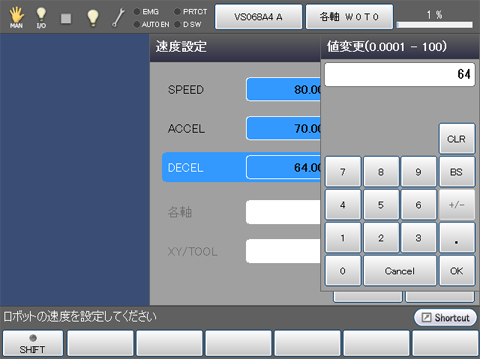 MAN
I/O
EMG
PRTCT
AUTO EN
D SW
VS068A4 A
各軸 W0T0
1 %
速度設定
値変更(0.0001 - 100)
64
SPEED
80.00
ACCEL
70.00
DECEL
64.00
各軸
XY/TOOL
CLR
7
8
9
BS
4
5
6
+/-
1
2
3
.
0
Cancel
OK
ロボットの速度を設定してください
Shortcut
SHIFT